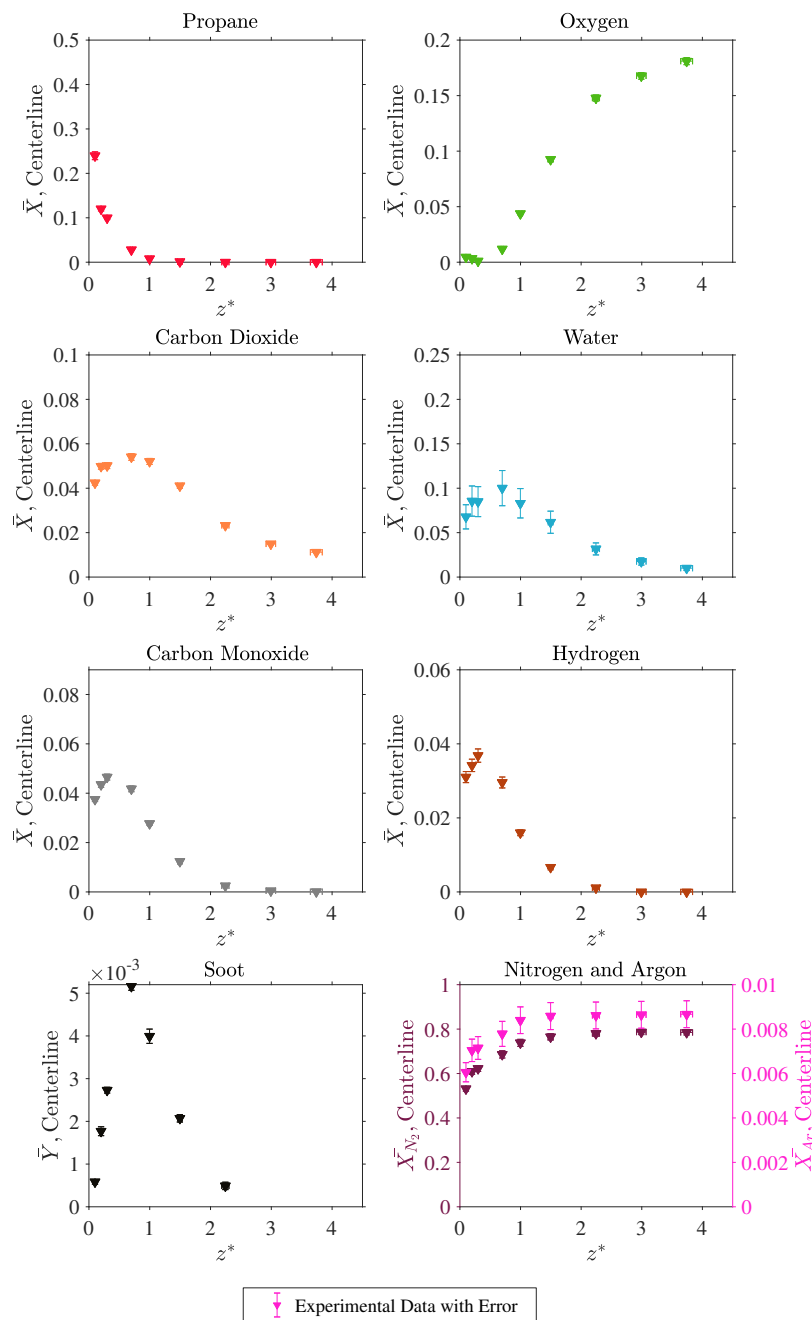 Propane
0.5
0.4
0.3
0.2
0.1
0
X̄, Centerline
0 1 2 3 4
z*
Oxygen
0.2
0.15
0.1
0.05
0
X̄, Centerline
0 1 2 3 4
z*
Carbon Dioxide
0.1
0.08
0.06
0.04
0.02
0
X̄, Centerline
0 1 2 3 4
z*
Water
0.25
0.2
0.15
0.1
0.05
0
X̄, Centerline
0 1 2 3 4
z*
Carbon Monoxide
0.08
0.06
0.04
0.02
0
X̄, Centerline
0 1 2 3 4
z*
Hydrogen
0.06
0.04
0.02
0
X̄, Centerline
0 1 2 3 4
z*
×10⁻³ Soot
5
4
3
2
1
0
Ȳ, Centerline
0 1 2 3 4
z*
Nitrogen and Argon
1
0.8
0.6
0.4
0.2
0
X̄_N₂, Centerline
0.01
0.008
0.006
0.004
0.002
0
X̄_Ar, Centerline
0 1 2 3 4
z*
Experimental Data with Error